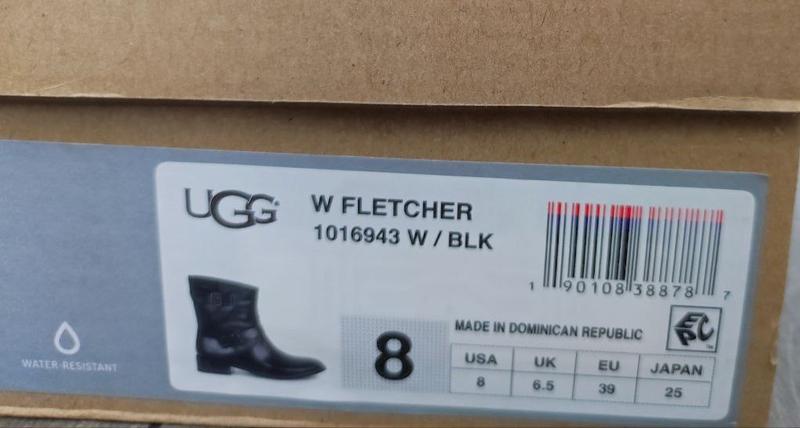 UGG
W FLETCHER
1016943 W / BLK
1 90108 38878 7
WATER-RESISTANT
8
MADE IN DOMINICAN REPUBLIC
EPC
USA UK EU JAPAN
8 6.5 39 25